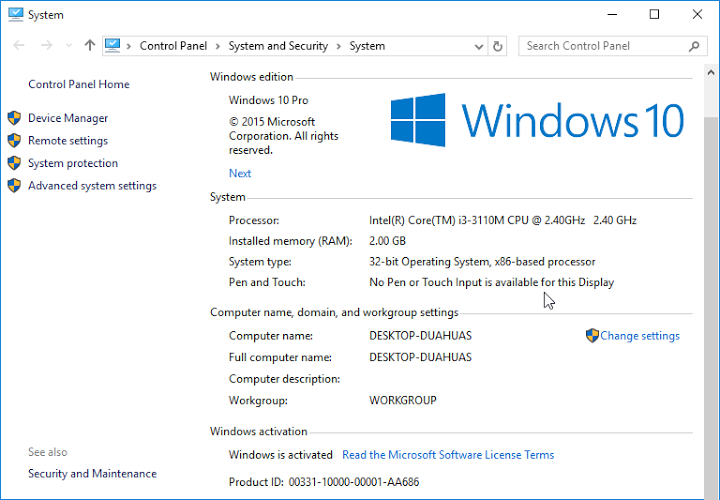 System
Control Panel > System and Security > System
Search Control Panel
Control Panel Home
Device Manager
Remote settings
System protection
Advanced system settings
See also
Security and Maintenance
Windows edition
Windows 10 Pro
© 2015 Microsoft
Corporation. All rights
reserved.
Next
Windows 10
System
Processor: Intel(R) Core(TM) i3-3110M CPU @ 2.40GHz 2.40 GHz
Installed memory (RAM): 2.00 GB
System type: 32-bit Operating System, x86-based processor
Pen and Touch: No Pen or Touch Input is available for this Display
Computer name, domain, and workgroup settings
Computer name: DESKTOP-DUAHUAS
Change settings
Full computer name: DESKTOP-DUAHUAS
Computer description:
Workgroup: WORKGROUP
Windows activation
Windows is activated Read the Microsoft Software License Terms
Product ID: 00331-10000-00001-AA686